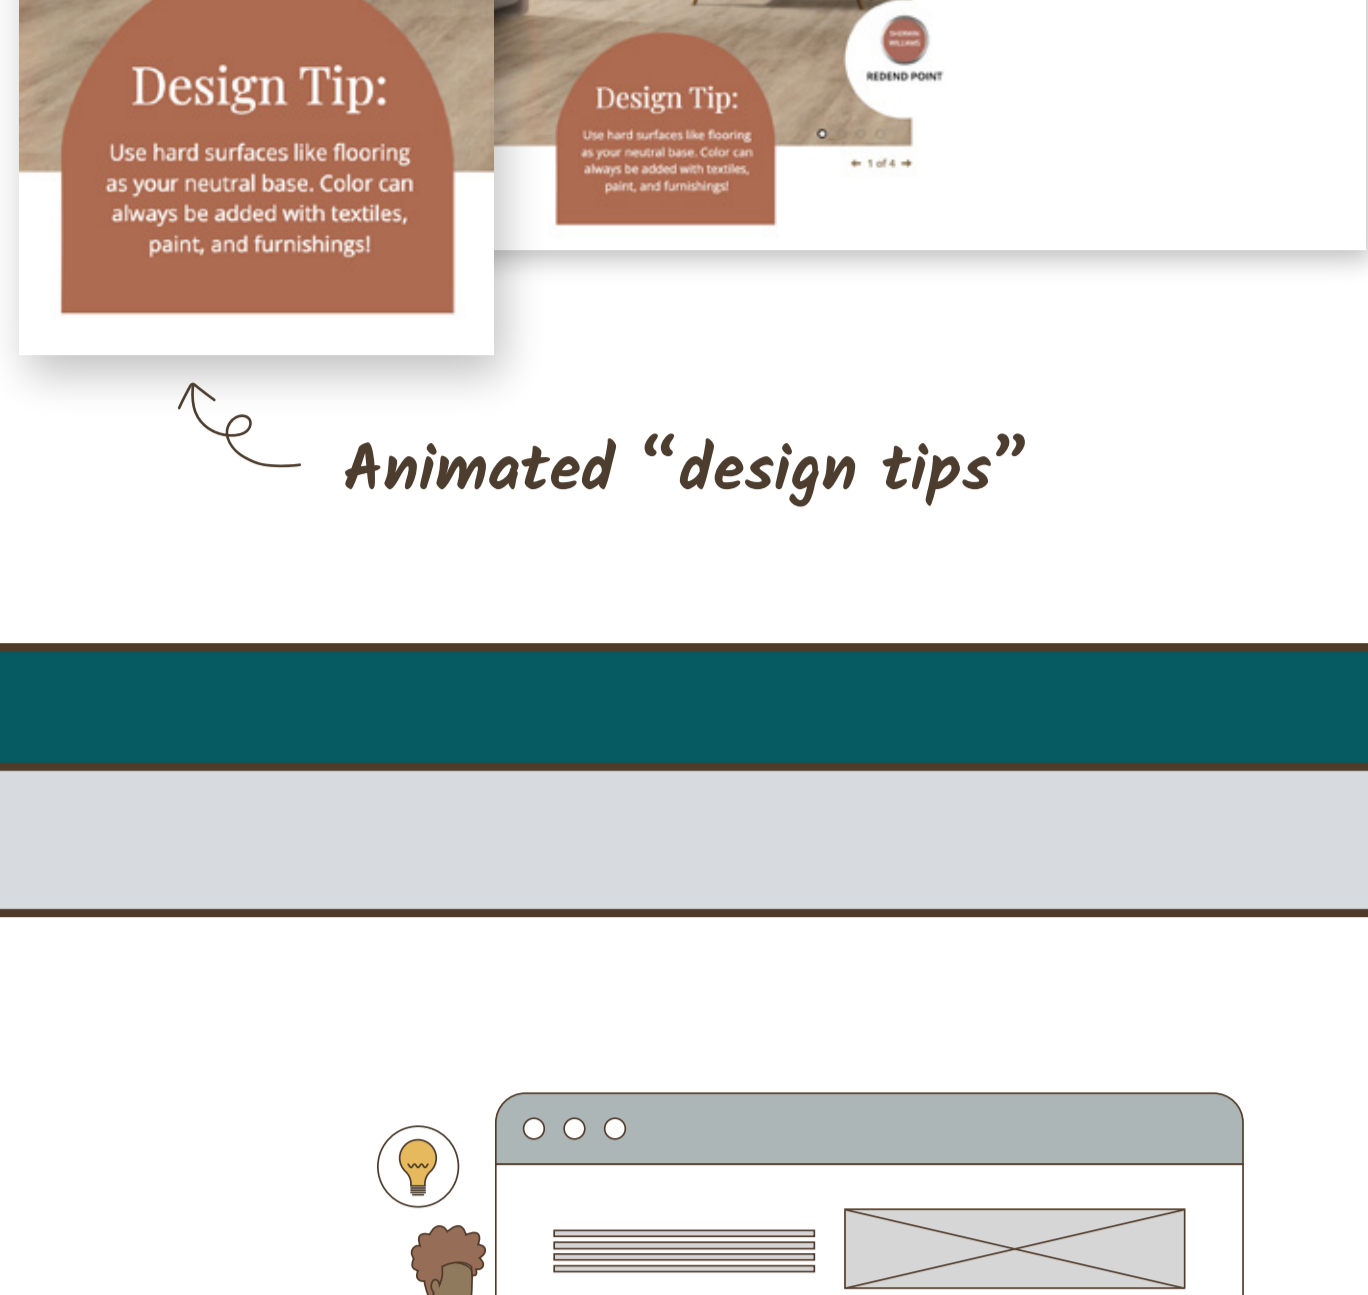 Design Tip:
Use hard surfaces like flooring
as your neutral base. Color can
always be added with textiles,
paint, and furnishings!
Design Tip:
Use hard surfaces like flooring
as your neutral base. Color can
always be added with textiles,
paint, and furnishings!
SHERWIN
WILLIAMS
REDEND POINT
← 1 of 4 →
Animated “design tips”